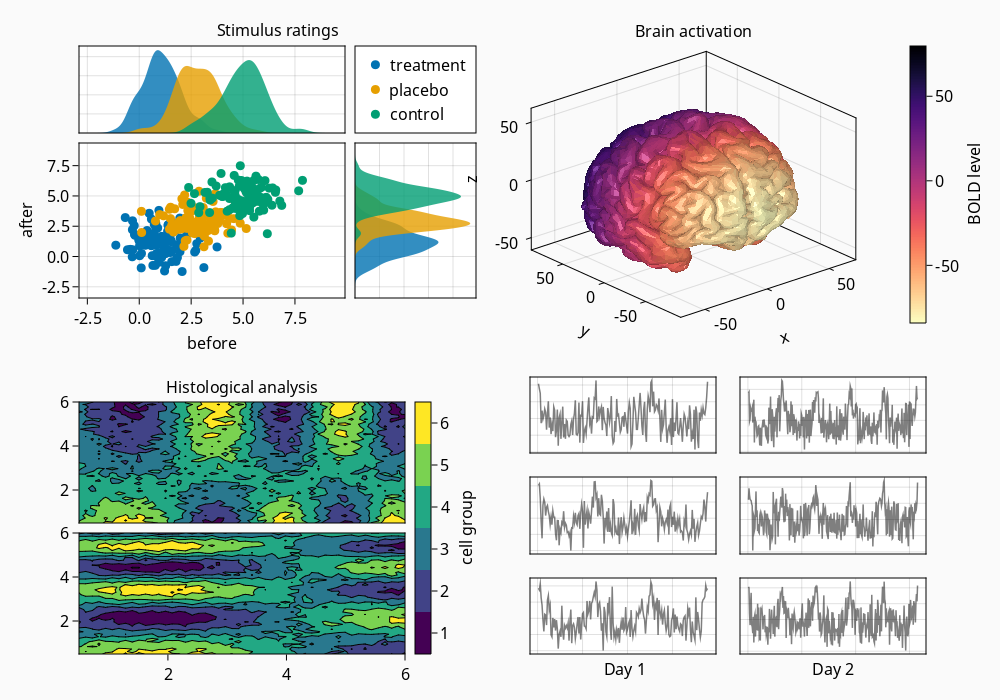 Stimulus ratings
treatment
placebo
control
7.5
5.0
2.5
0.0
-2.5
after
-2.5 0.0 2.5 5.0 7.5
before
Brain activation
50
0
-50
z
50
0
-50
y
-50
0
50
x
50
0
-50
BOLD level
Histological analysis
6
4
2
6
4
2
2 4 6
6
5
4
3
2
1
cell group
Day 1
Day 2